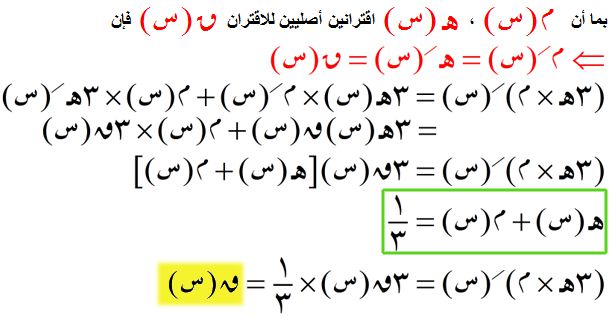 بما أن م(س) ، هـ(س) اقترانين أصليين للاقتران ق(س) فإن
⇐ م´(س) = هـ´(س) = ق(س)
(٣هـ × م)´(س) = ٣هـ(س) × م´(س) + م(س) × ٣هـ´(س)
= ٣هـ(س)ق(س) + م(س) × ٣ق(س)
(٣هـ × م)´(س) = ٣ق(س)[هـ(س) + م(س)]
هـ(س) + م(س) = ١/٣
(٣هـ × م)´(س) = ٣ق(س) × ١/٣ = ق(س)